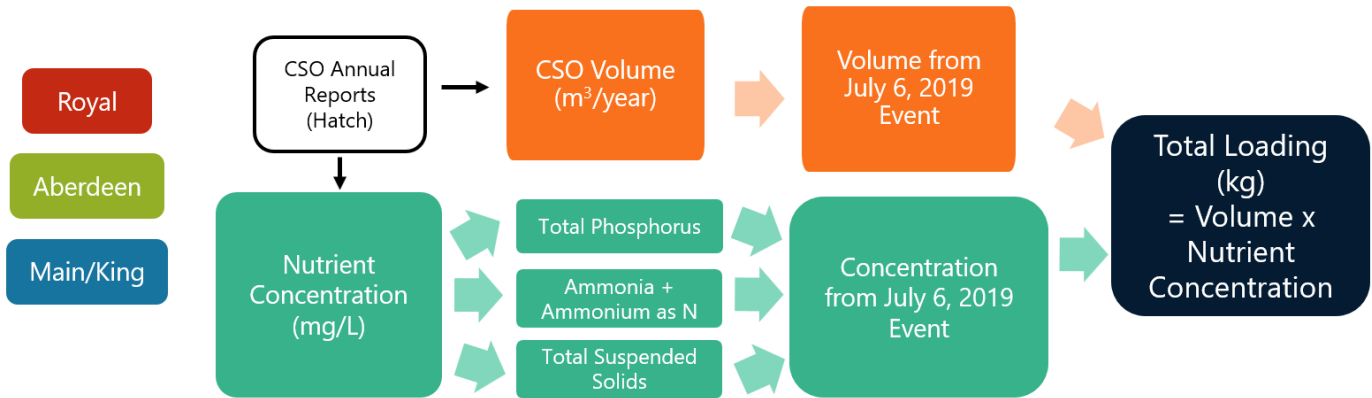 Royal
Aberdeen
Main/King
CSO Annual
Reports
(Hatch)
CSO Volume
(m³/year)
Volume from
July 6, 2019
Event
Nutrient
Concentration
(mg/L)
Total Phosphorus
Ammonia +
Ammonium as N
Total Suspended
Solids
Concentration
from July 6, 2019
Event
Total Loading
(kg)
= Volume x
Nutrient
Concentration